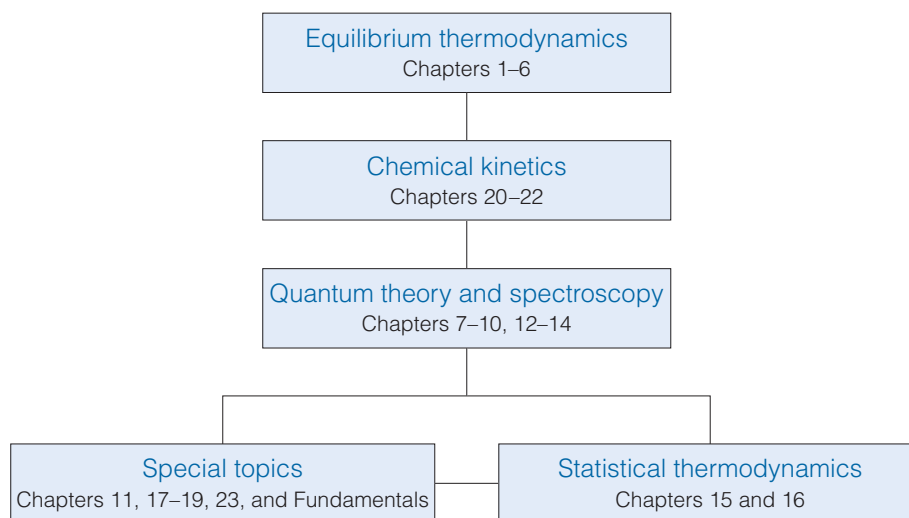 Equilibrium thermodynamics
Chapters 1–6
Chemical kinetics
Chapters 20–22
Quantum theory and spectroscopy
Chapters 7–10, 12–14
Special topics
Chapters 11, 17–19, 23, and Fundamentals
Statistical thermodynamics
Chapters 15 and 16